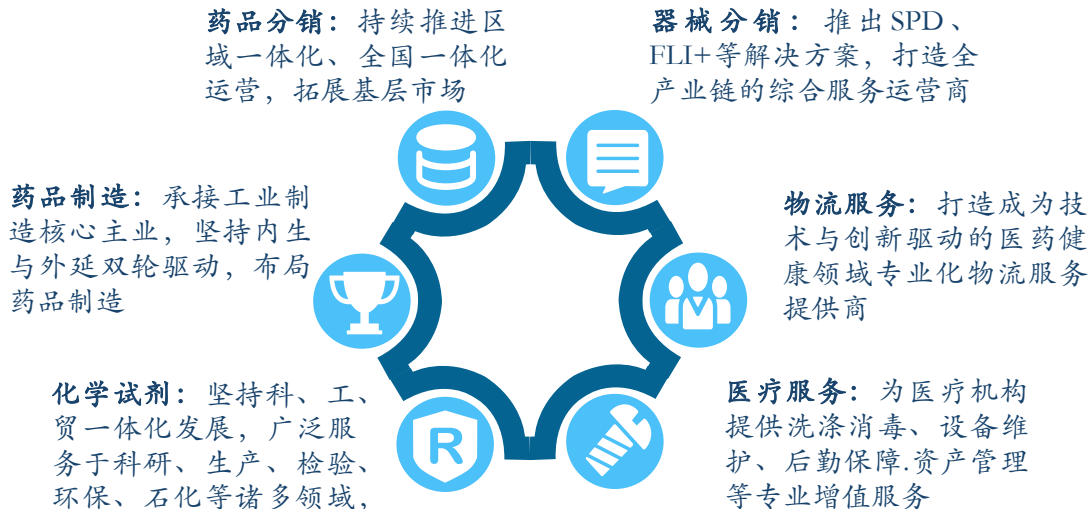 药品分销：持续推进区
域一体化、全国一体化
运营，拓展基层市场
器械分销：推出SPD、
FLI+等解决方案，打造全
产业链的综合服务运营商
药品制造：承接工业制
造核心主业，坚持内生
与外延双轮驱动，布局
药品制造
物流服务：打造成为技
术与创新驱动的医药健
康领域专业化物流服务
提供商
化学试剂：坚持科、工、
贸一体化发展，广泛服
务于科研、生产、检验、
环保、石化等诸多领域，
R
医疗服务：为医疗机构
提供洗涤消毒、设备维
护、后勤保障.资产管理
等专业增值服务